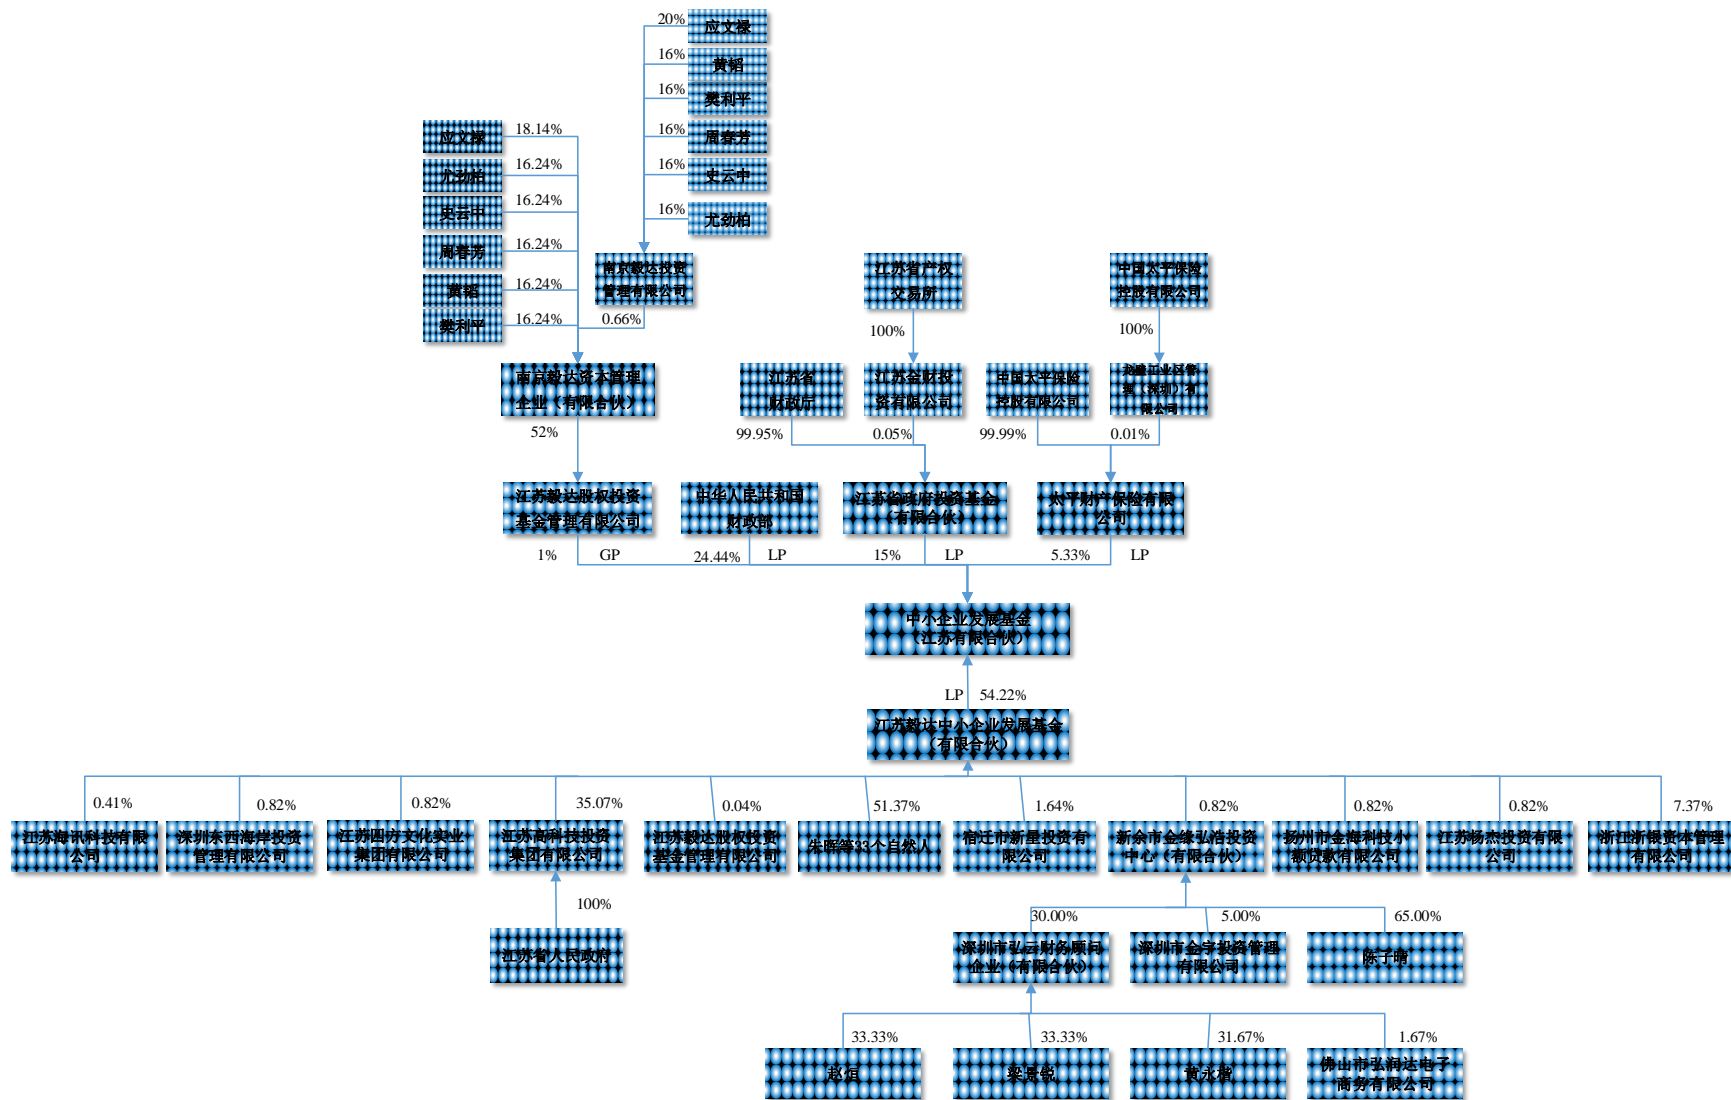 20%
应文禄
16%
黄韬
16%
樊利平
16%
周春芳
16%
史云中
16%
尤劲柏
应文禄
18.14%
尤劲柏
16.24%
史云中
16.24%
周春芳
16.24%
黄韬
16.24%
樊利平
16.24%
南京毅达投资
管理有限公司
0.66%
江苏省产权
交易所
100%
中国太平保险
控股有限公司
100%
南京毅达资本管理
企业（有限合伙）
52%
江苏省
财政厅
99.95%
江苏金财投
资有限公司
0.05%
中国太平保险
控股有限公司
99.99%
龙璧工业区管
理（深圳）有
限公司
0.01%
江苏毅达股权投资
基金管理有限公司
1%
GP
中华人民共和国
财政部
24.44%
LP
江苏省政府投资基金
（有限合伙）
15%
LP
太平财产保险有限
公司
5.33%
LP
中小企业发展基金
（江苏有限合伙）
LP
54.22%
江苏毅达中小企业发展基金
（有限合伙）
0.41%
江苏海讯科技有限
公司
0.82%
深圳东西海岸投资
管理有限公司
0.82%
江苏四方文化实业
集团有限公司
35.07%
江苏高科技投资
集团有限公司
0.04%
江苏毅达股权投资
基金管理有限公司
51.37%
朱晖等33个自然人
1.64%
宿迁市新星投资有
限公司
0.82%
新余市金缘弘浩投资
中心（有限合伙）
0.82%
扬州市金海科技小
额贷款有限公司
0.82%
江苏杨杰投资有限
公司
7.37%
浙江浙银资本管理
有限公司
100%
江苏省人民政府
30.00%
深圳市弘云财务顾问
企业（有限合伙）
5.00%
深圳市金宇投资管理
有限公司
65.00%
陈子晴
33.33%
赵恒
33.33%
梁景锐
31.67%
黄永楷
1.67%
佛山市弘润达电子
商务有限公司